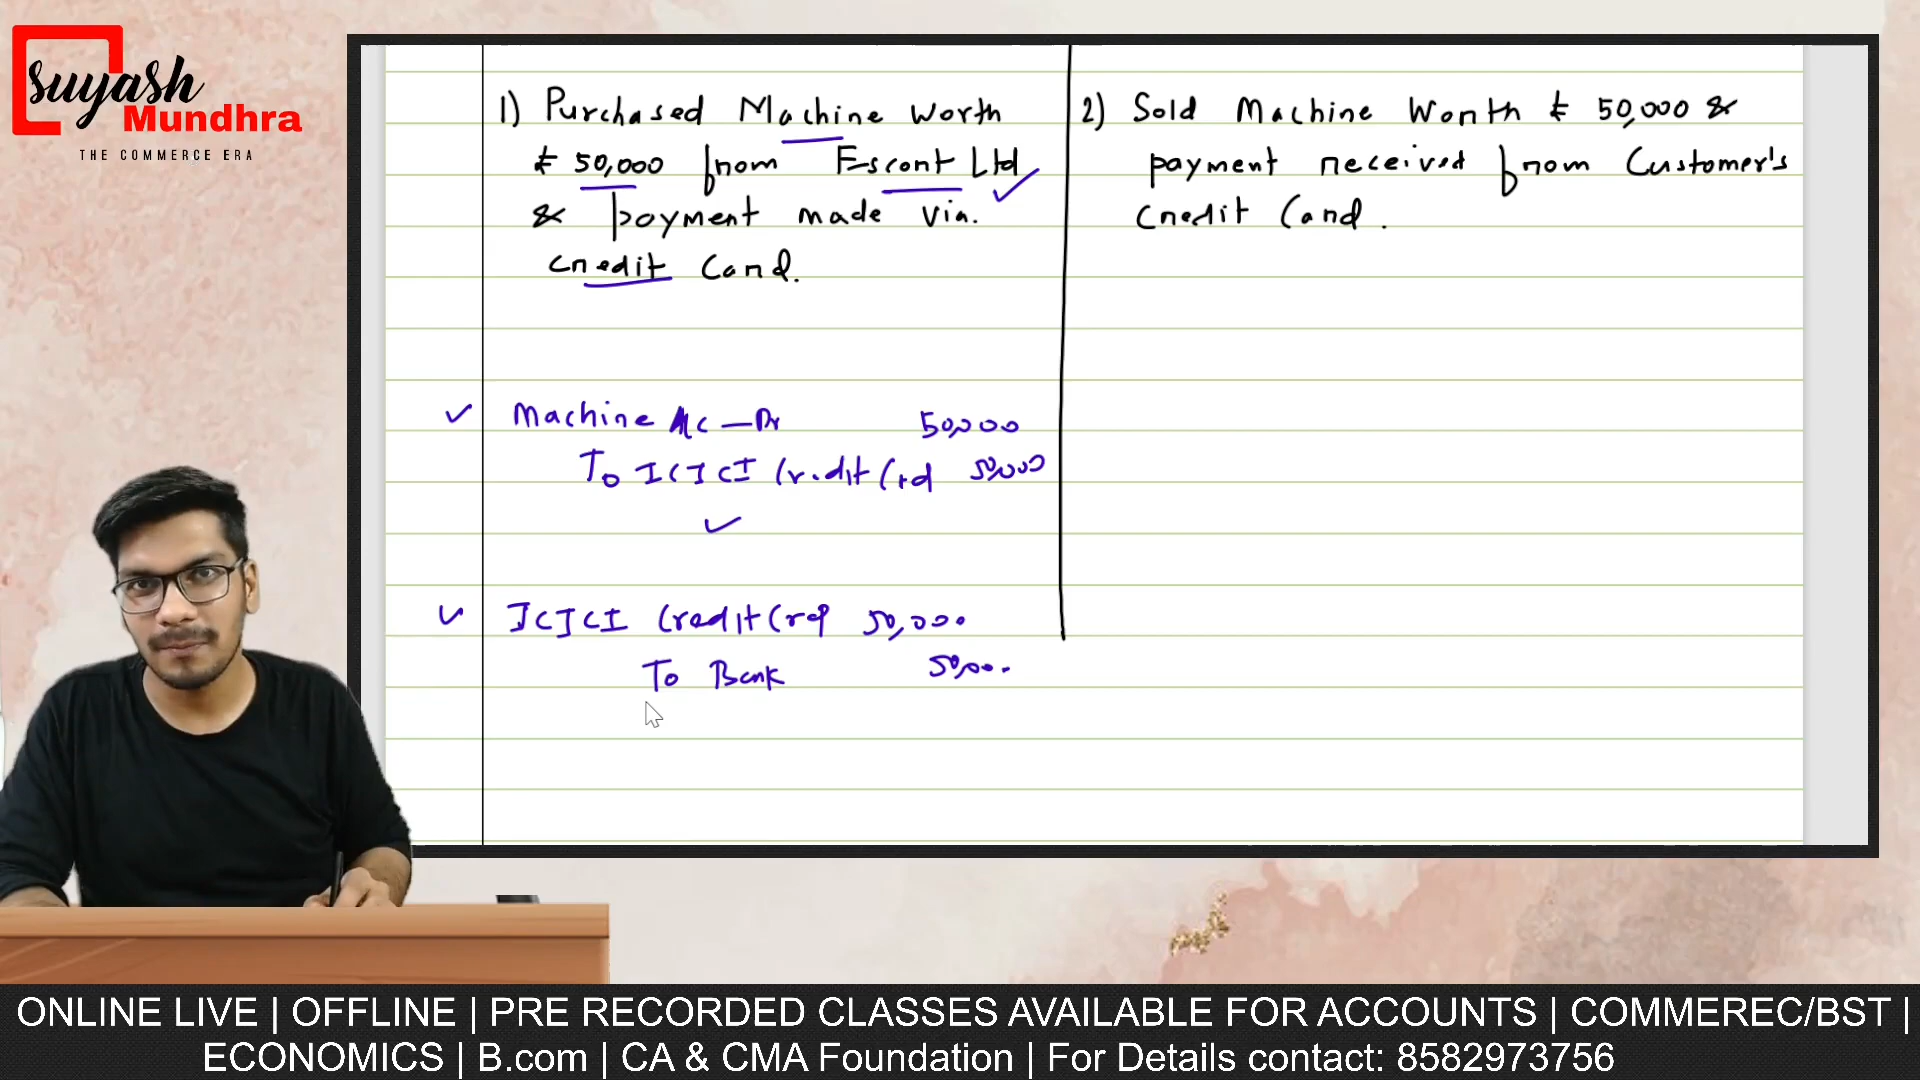 suyash
Mundhra
THE COMMERCE ERA
1) Purchased Machine Worth
₹ 50,000 from Escort Ltd
& payment made via.
credit Card.
2) Sold Machine Worth ₹ 50,000 &
payment received from Customer's
credit Card.
Machine A/c — Dr 50,000
To ICICI Credit Crd 50,000
ICICI Credit Crd 50,000
To Bank 50,000
ONLINE LIVE | OFFLINE | PRE RECORDED CLASSES AVAILABLE FOR ACCOUNTS | COMMEREC/BST |
ECONOMICS | B.com | CA & CMA Foundation | For Details contact: 8582973756